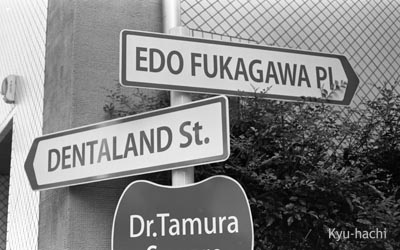 EDO FUKAGAWA Pl.
DENTALAND St.
Dr.Tamura
Kyu-hachi